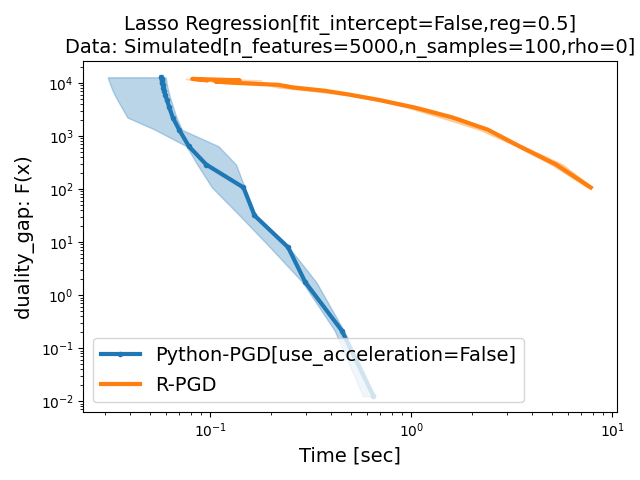 Lasso Regression[fit_intercept=False,reg=0.5]
Data: Simulated[n_features=5000,n_samples=100,rho=0]
duality_gap: F(x)
10⁴
10³
10²
10¹
10⁰
10⁻¹
10⁻²
Python-PGD[use_acceleration=False]
R-PGD
10⁻¹
10⁰
10¹
Time [sec]